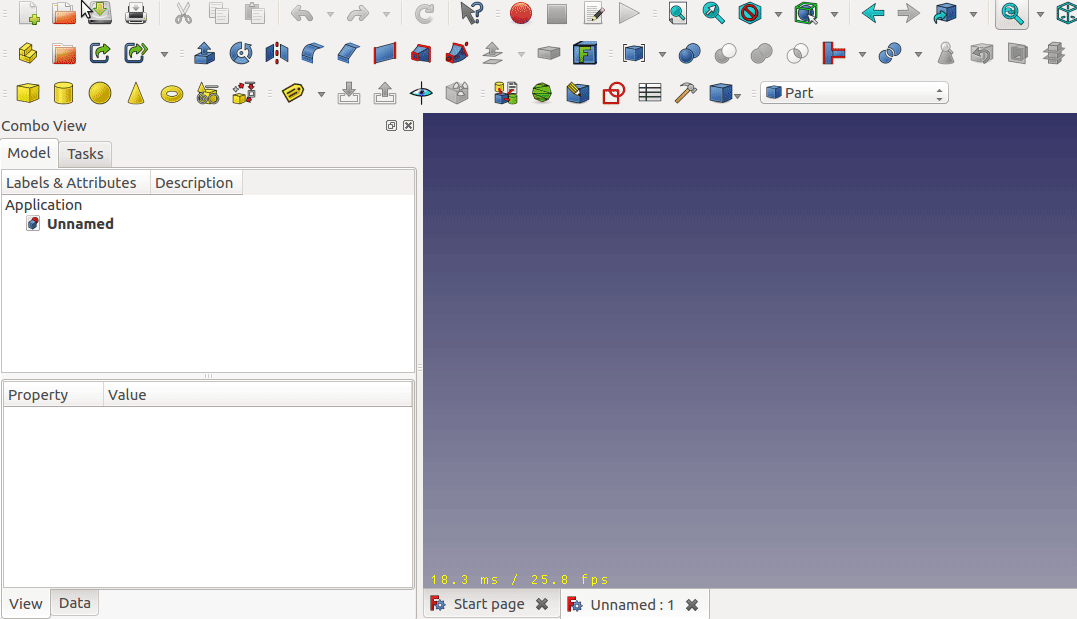 Part
Combo View
Model Tasks
Labels & Attributes Description
Application
Unnamed
Property Value
18.3 ms / 25.8 fps
View Data
Start page Unnamed : 1